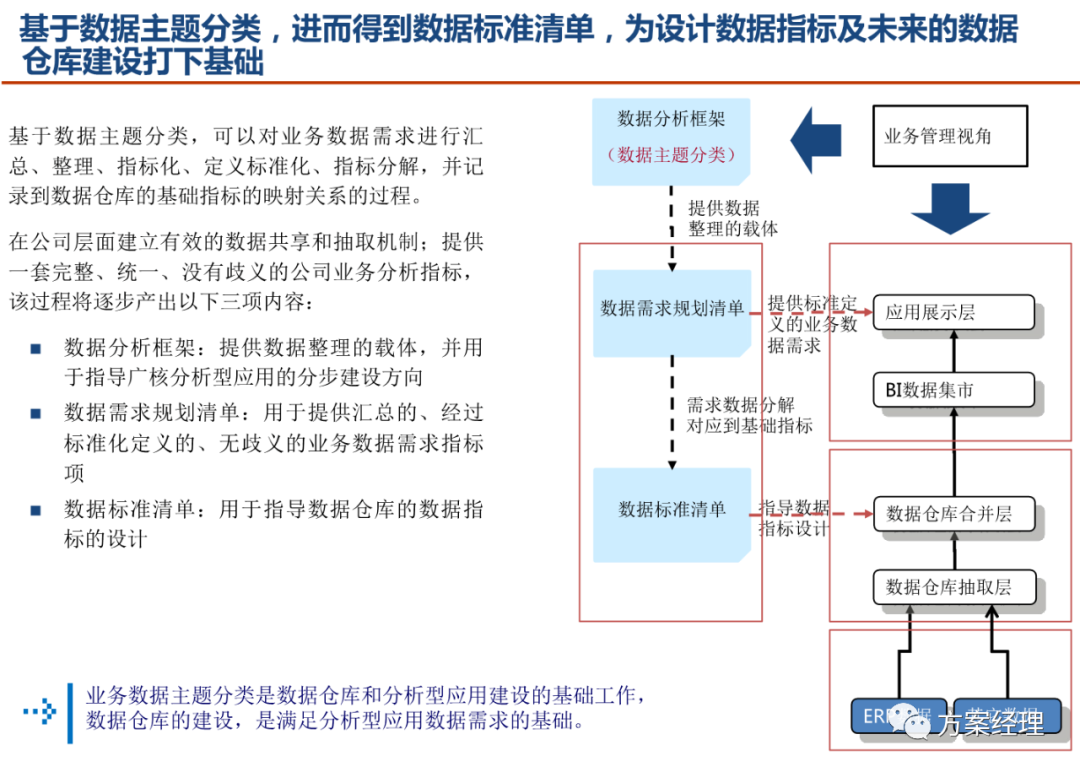 基于数据主题分类，进而得到数据标准清单，为设计数据指标及未来的数据
仓库建设打下基础
基于数据主题分类，可以对业务数据需求进行汇
总、整理、指标化、定义标准化、指标分解，并记
录到数据仓库的基础指标的映射关系的过程。
在公司层面建立有效的数据共享和抽取机制；提供
一套完整、统一、没有歧义的公司业务分析指标，
该过程将逐步产出以下三项内容：
数据分析框架：提供数据整理的载体，并用
于指导广核分析型应用的分步建设方向
数据需求规划清单：用于提供汇总的、经过
标准化定义的、无歧义的业务数据需求指标
项
数据标准清单：用于指导数据仓库的数据指
标的设计
业务数据主题分类是数据仓库和分析型应用建设的基础工作，
数据仓库的建设，是满足分析型应用数据需求的基础。
数据分析框架
（数据主题分类）
业务管理视角
提供数据
整理的载体
数据需求规划清单
提供标准定
义的业务数
据需求
应用展示层
BI数据集市
需求数据分解
对应到基础指标
数据标准清单
指导数据
指标设计
数据仓库合并层
数据仓库抽取层
ERP数据
数据
方案经理